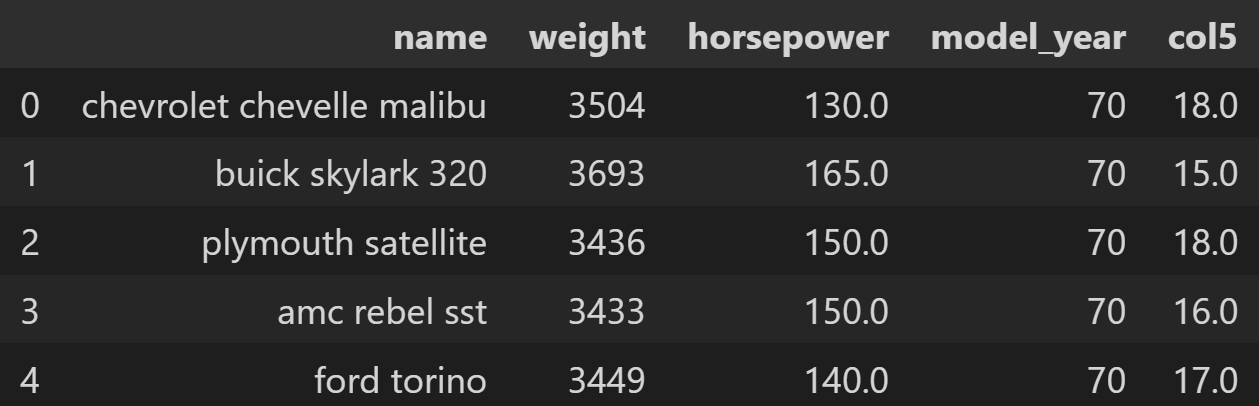 name weight horsepower model_year col5
0 chevrolet chevelle malibu 3504 130.0 70 18.0
1 buick skylark 320 3693 165.0 70 15.0
2 plymouth satellite 3436 150.0 70 18.0
3 amc rebel sst 3433 150.0 70 16.0
4 ford torino 3449 140.0 70 17.0